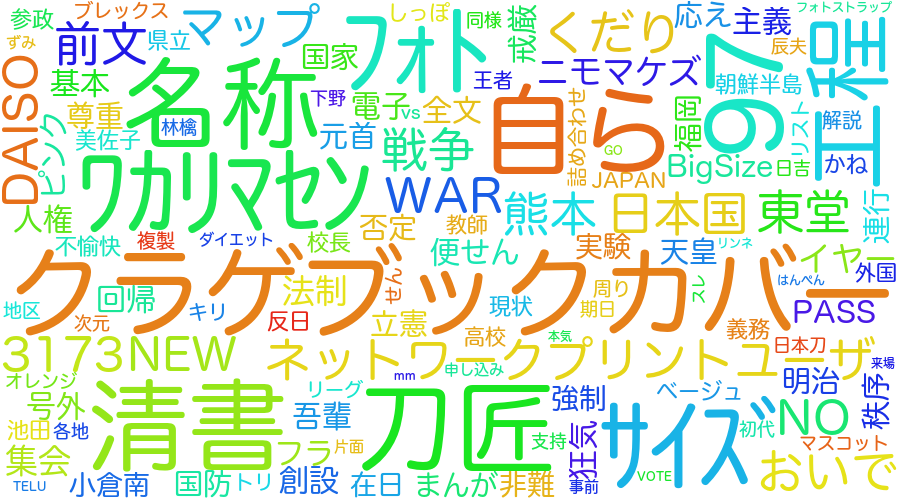 参政
ブレックス
しっぽ
同様
戒厳
くだり
応え
主義
フォトストラップ
ずみ
前文
県立
マップ
国家
フォト
辰夫
工程
DAISO
基本
名称
王者
ニモマケズ
97
朝鮮半島
尊重
下野
電子
vs
全文
自ら
詰め合わせ
福岡
リスト
解説
ピンク
美佐子
林檎
元首
戦争
GO
BigSize
日吉
かね
ワカリマセン
WAR
JAPAN
人権
熊本
日本国
東堂
連行
不愉快
複製
ダイエット
校長
否定
教師
便せん
実験
天皇
リンネ
イヤー
外国
クラゲブックカバー
地区
回帰
キリ
法制
せん
現状
周り
スレ
はんぺん
PASS
次元
反日
立憲
高校
期日
義務
3173NEW
ネットワークプリントユーザ
本気
日本刀
来場
オレンジ
清書
リーグ
mm
申し込み
刀匠
強制
サイズ
ベージュ
明治
秩序
号外
吾輩
NO
池田
各地
フラ
片面
支持
狂気
初代
マスコット
集会
TELU
小倉南
国防
トリ
創設
在日
まんが
非難
事前
VOTE
おいで